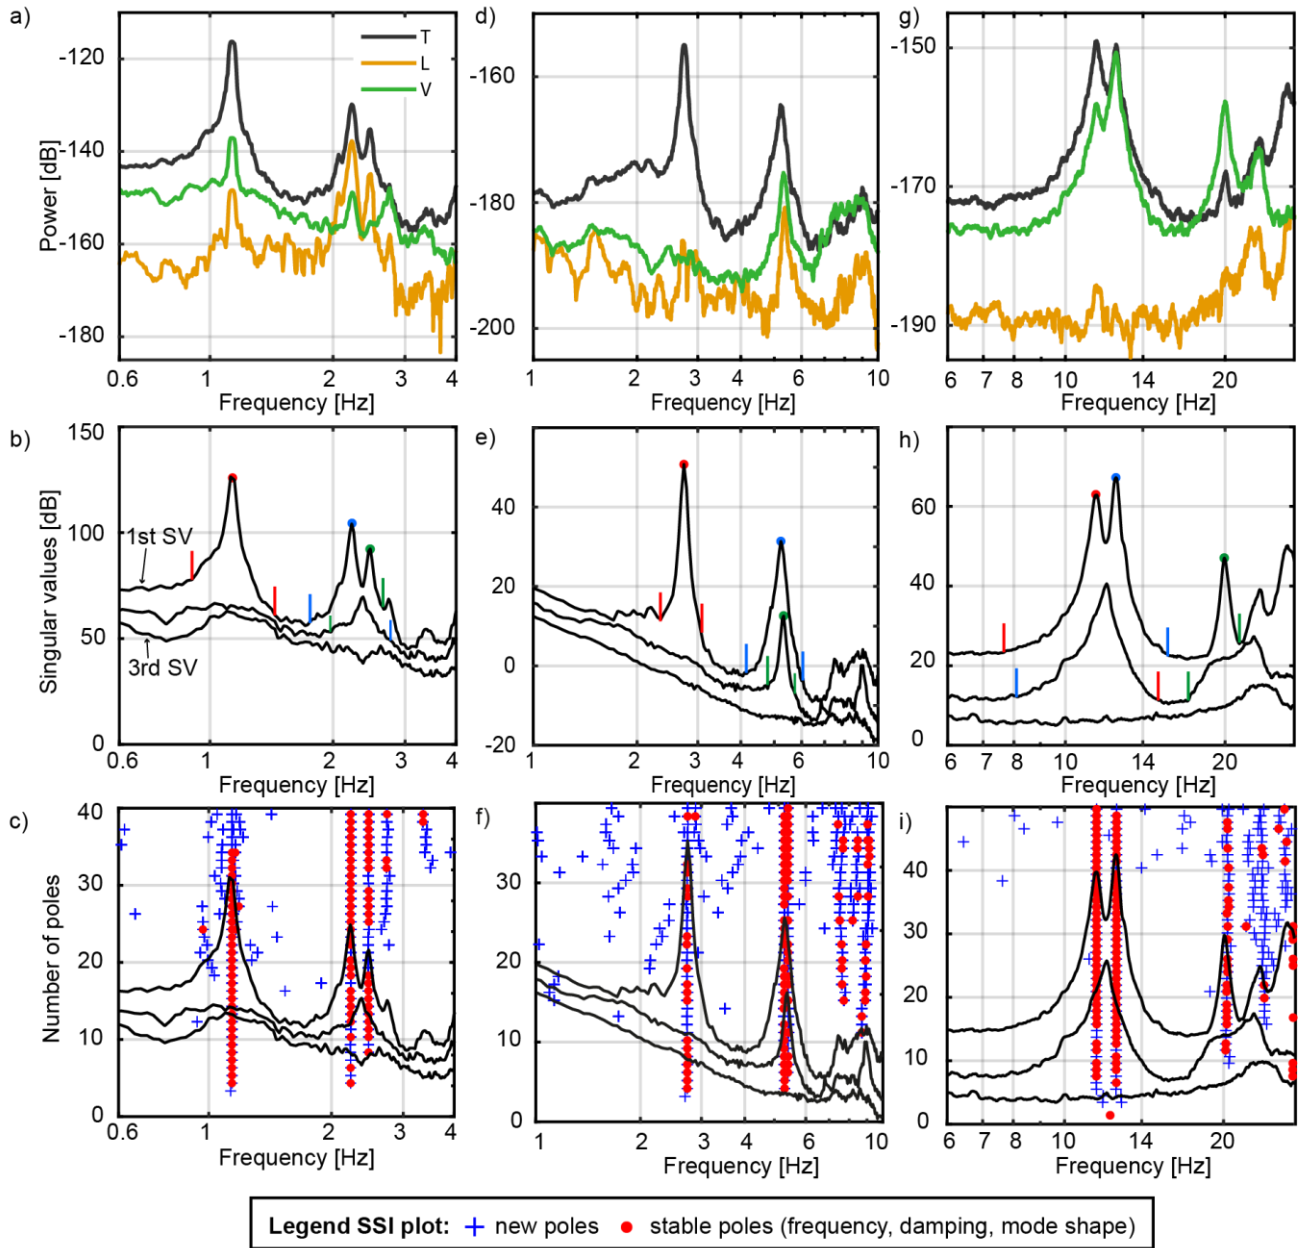 a)
T
L
V
-120
-140
-160
-180
Power [dB]
0.6 1 2 3 4
Frequency [Hz]
d)
-160
-180
-200
1 2 3 4 6 10
Frequency [Hz]
g)
-150
-170
-190
6 7 8 10 14 20
Frequency [Hz]
b)
150
100
50
0
Singular values [dB]
1st SV
3rd SV
0.6 1 2 3 4
Frequency [Hz]
e)
40
20
0
-20
1 2 3 4 6 10
Frequency [Hz]
h)
60
40
20
0
6 7 8 10 14 20
Frequency [Hz]
c)
40
30
20
10
0
Number of poles
0.6 1 2 3 4
Frequency [Hz]
f)
30
20
10
0
1 2 3 4 6 10
Frequency [Hz]
i)
50
40
30
20
10
0
6 7 8 10 14 20
Frequency [Hz]
Legend SSI plot: + new poles ● stable poles (frequency, damping, mode shape)